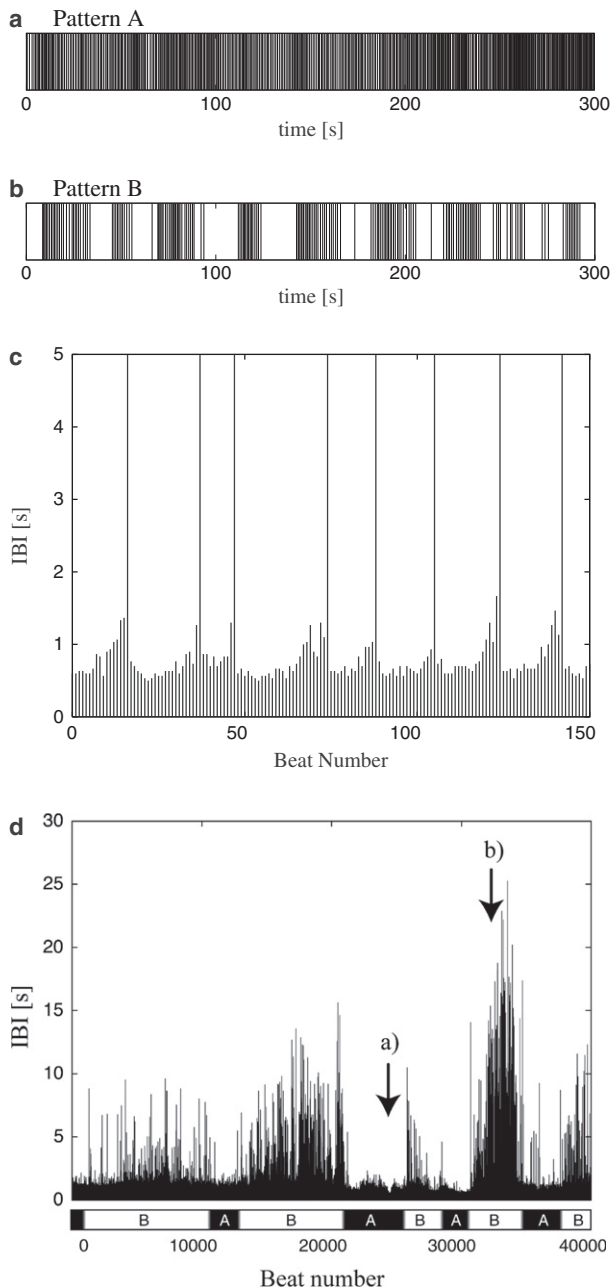 a Pattern A
0 100 200 300
time [s]
b Pattern B
0 100 200 300
time [s]
c
5
4
3
2
1
0
IBI [s]
0 50 100 150
Beat Number
d
30
25
20
15
10
5
0
IBI [s]
b)
a)
B A B A B A B A B
0 10000 20000 30000 40000
Beat number